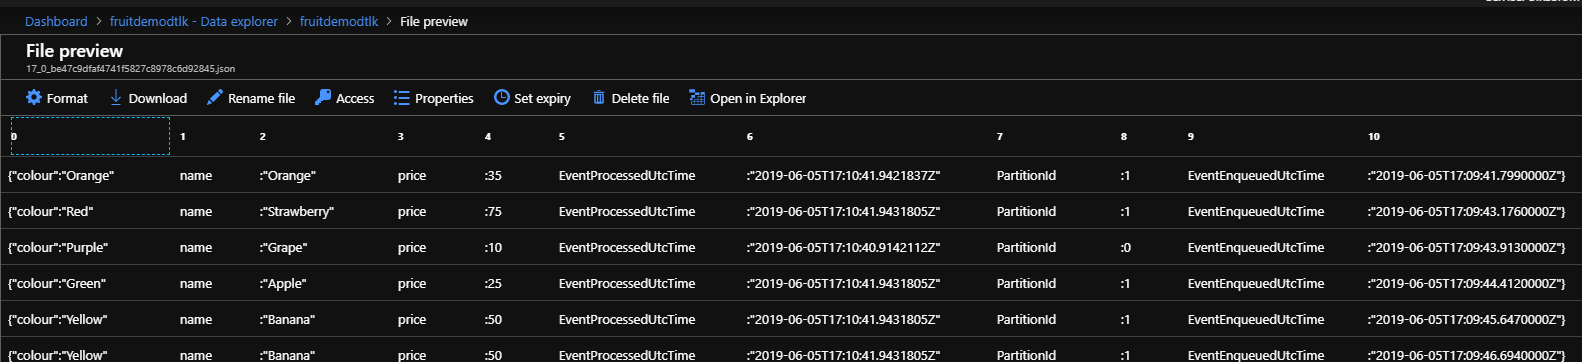 Dashboard > fruitdemodtlk - Data explorer > fruitdemodtlk > File preview
File preview
17_0_be47c9dfaf4741f5827c8978c6d92845.json
Format Download Rename file Access Properties Set expiry Delete file Open in Explorer
0 1 2 3 4 5 6 7 8 9 10
{"colour":"Orange" name :"Orange" price :35 EventProcessedUtcTime :"2019-06-05T17:10:41.9421837Z" PartitionId :1 EventEnqueuedUtcTime :"2019-06-05T17:09:41.7990000Z"}
{"colour":"Red" name :"Strawberry" price :75 EventProcessedUtcTime :"2019-06-05T17:10:41.9431805Z" PartitionId :1 EventEnqueuedUtcTime :"2019-06-05T17:09:43.1760000Z"}
{"colour":"Purple" name :"Grape" price :10 EventProcessedUtcTime :"2019-06-05T17:10:40.9142112Z" PartitionId :0 EventEnqueuedUtcTime :"2019-06-05T17:09:43.9130000Z"}
{"colour":"Green" name :"Apple" price :25 EventProcessedUtcTime :"2019-06-05T17:10:41.9431805Z" PartitionId :1 EventEnqueuedUtcTime :"2019-06-05T17:09:44.4120000Z"}
{"colour":"Yellow" name :"Banana" price :50 EventProcessedUtcTime :"2019-06-05T17:10:41.9431805Z" PartitionId :1 EventEnqueuedUtcTime :"2019-06-05T17:09:45.6470000Z"}
{"colour":"Yellow" name :"Banana" price :50 EventProcessedUtcTime :"2019-06-05T17:10:41.9431805Z" PartitionId :1 EventEnqueuedUtcTime :"2019-06-05T17:09:46.6940000Z"}